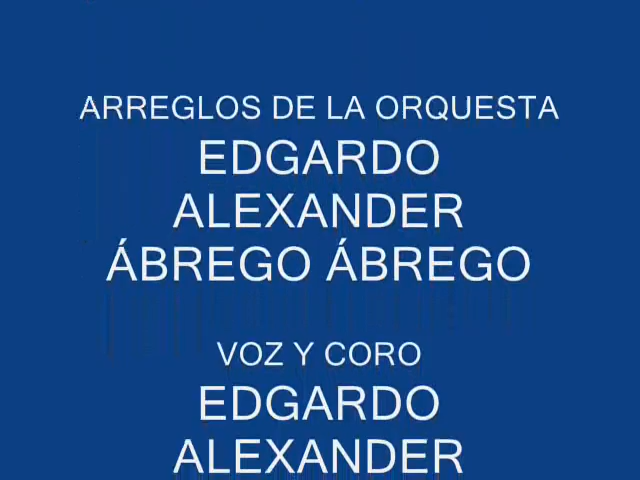 ARREGLOS DE LA ORQUESTA
EDGARDO
ALEXANDER
ÁBREGO ÁBREGO
VOZ Y CORO
EDGARDO
ALEXANDER